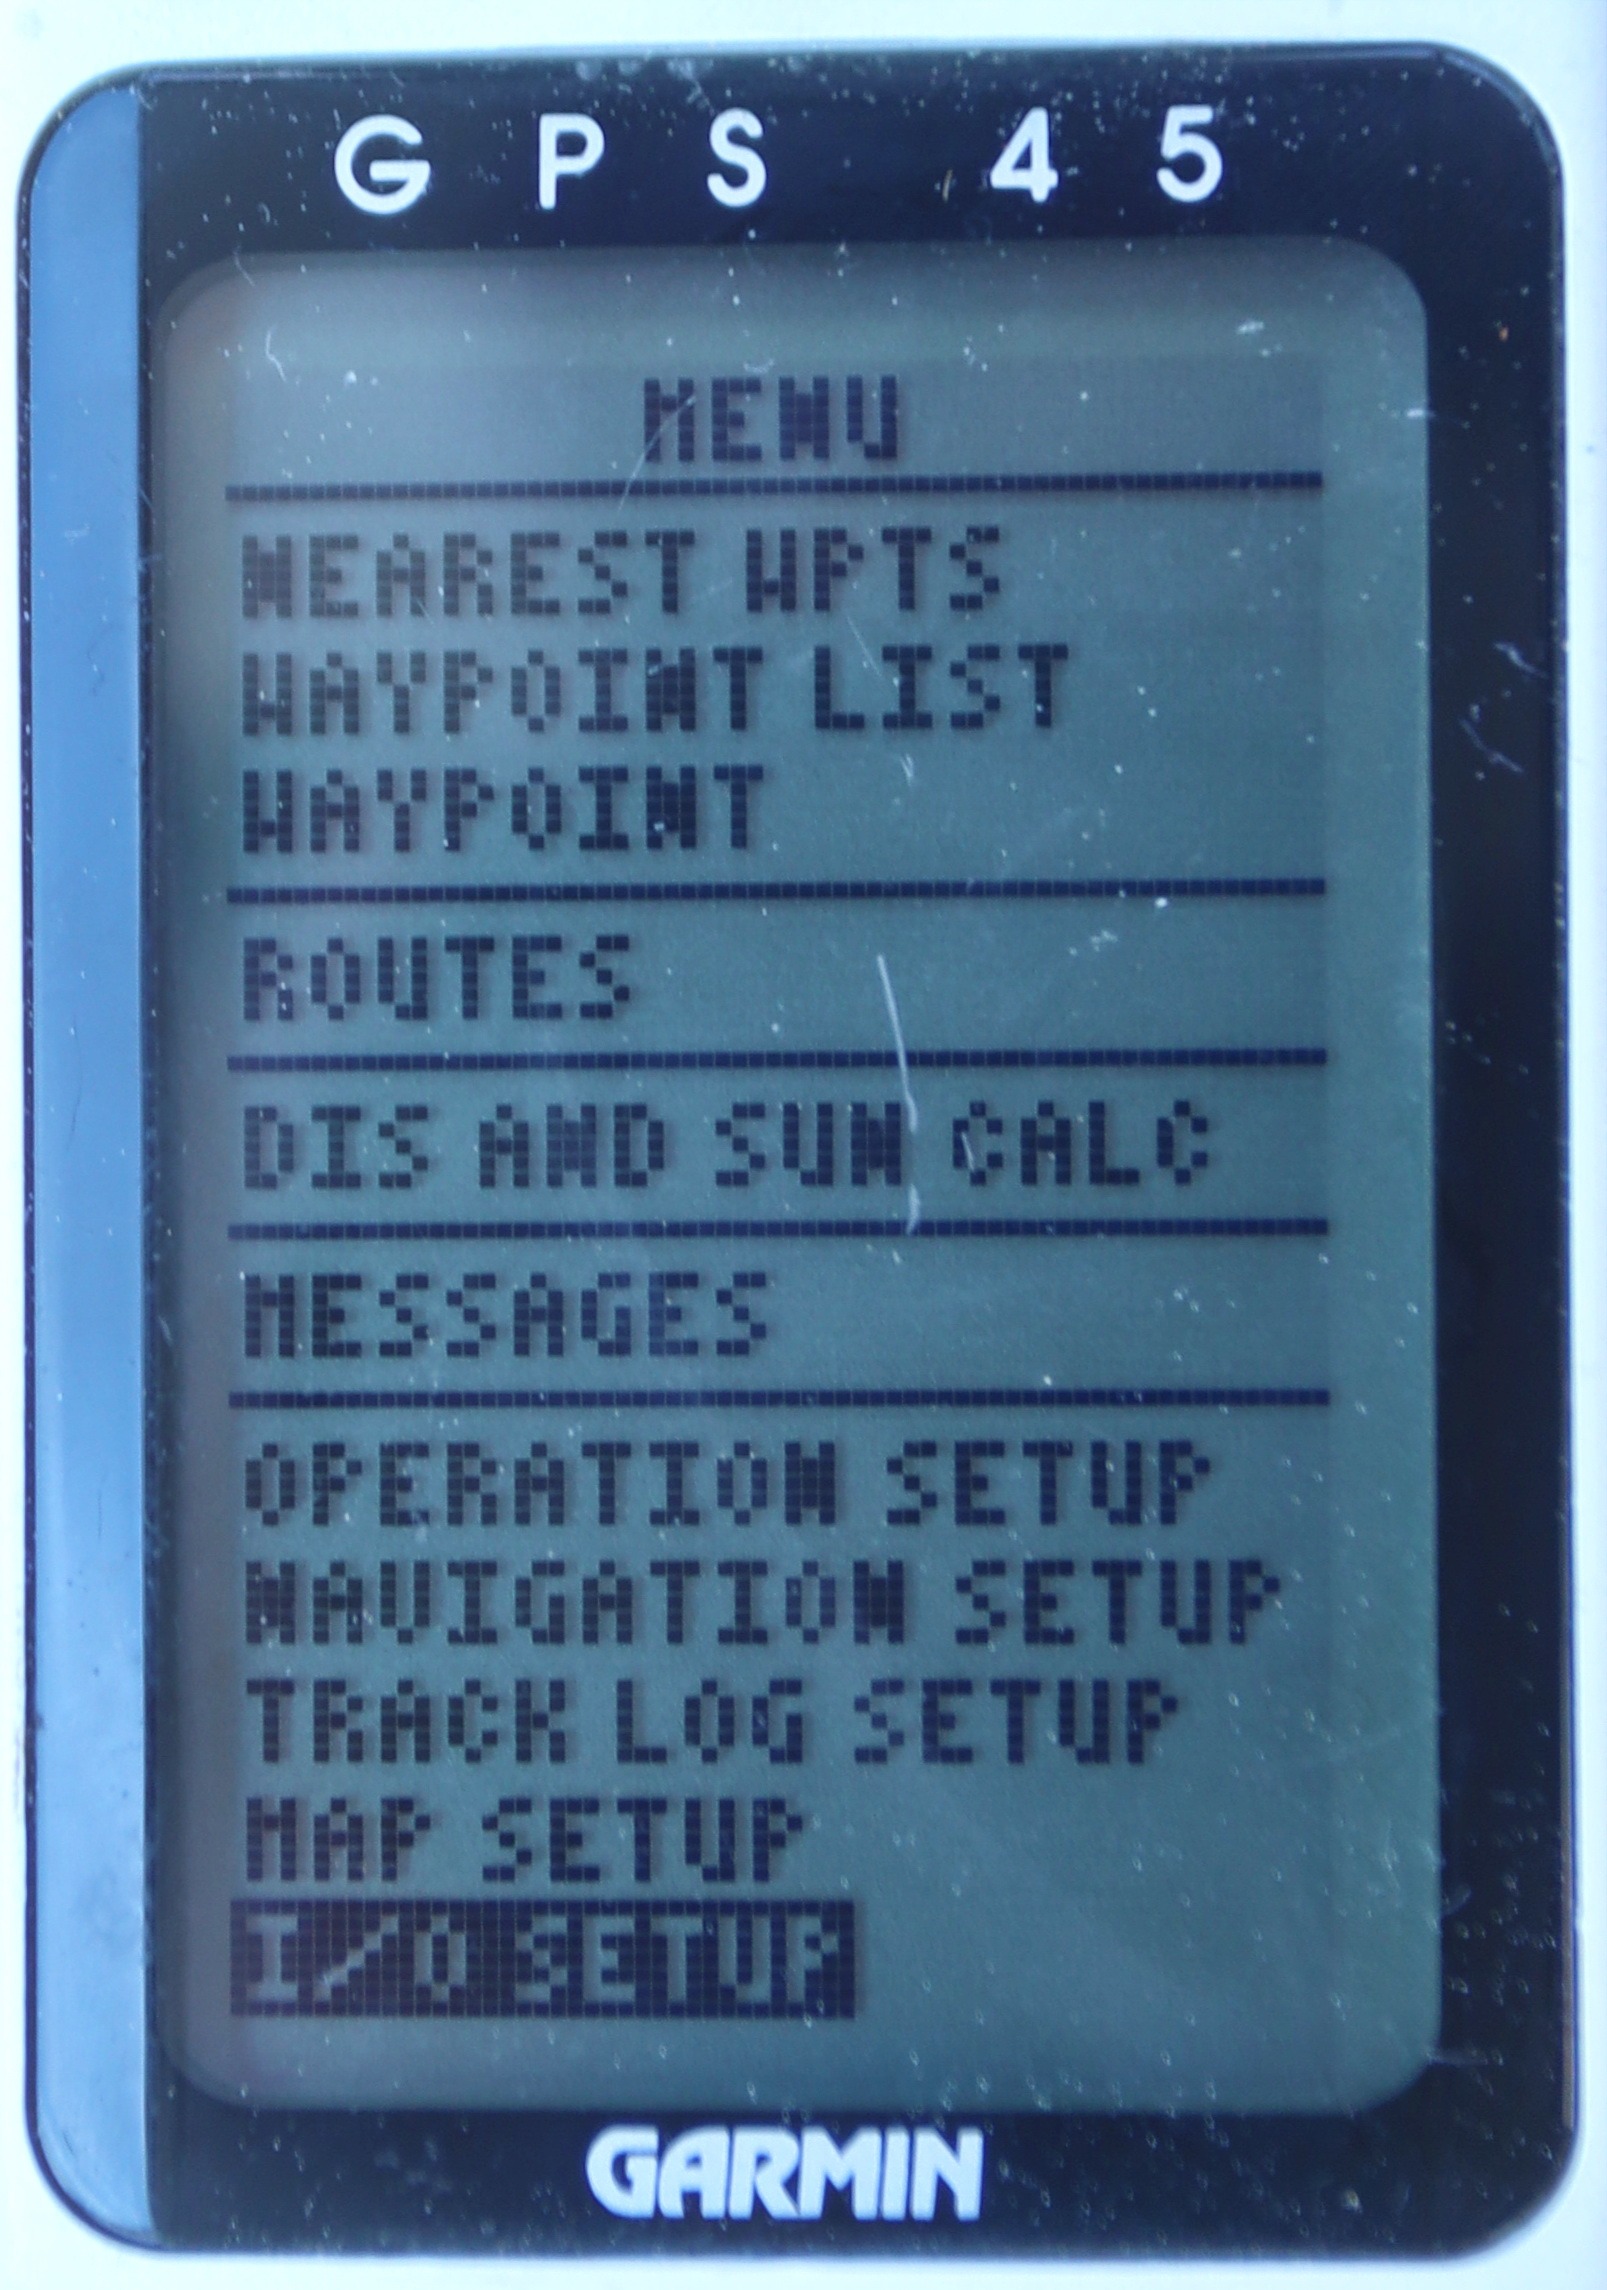 GPS 45
MENU
NEAREST WPTS
WAYPOINT LIST
WAYPOINT
ROUTES
DIS AND SUN CALC
MESSAGES
OPERATION SETUP
NAVIGATION SETUP
TRACK LOG SETUP
MAP SETUP
I/O SETUP
GARMIN